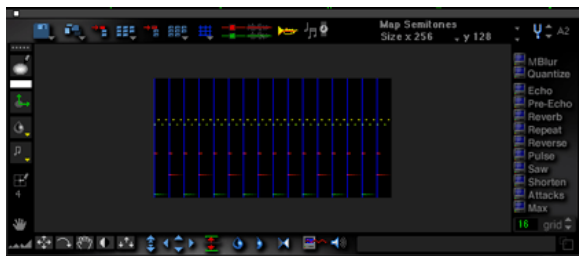 Map Semitones
Size x 256 y 128
A2
MBlur
Quantize
Echo
Pre-Echo
Reverb
Repeat
Reverse
Pulse
Saw
Shorten
Attacks
Max
4
16 grid